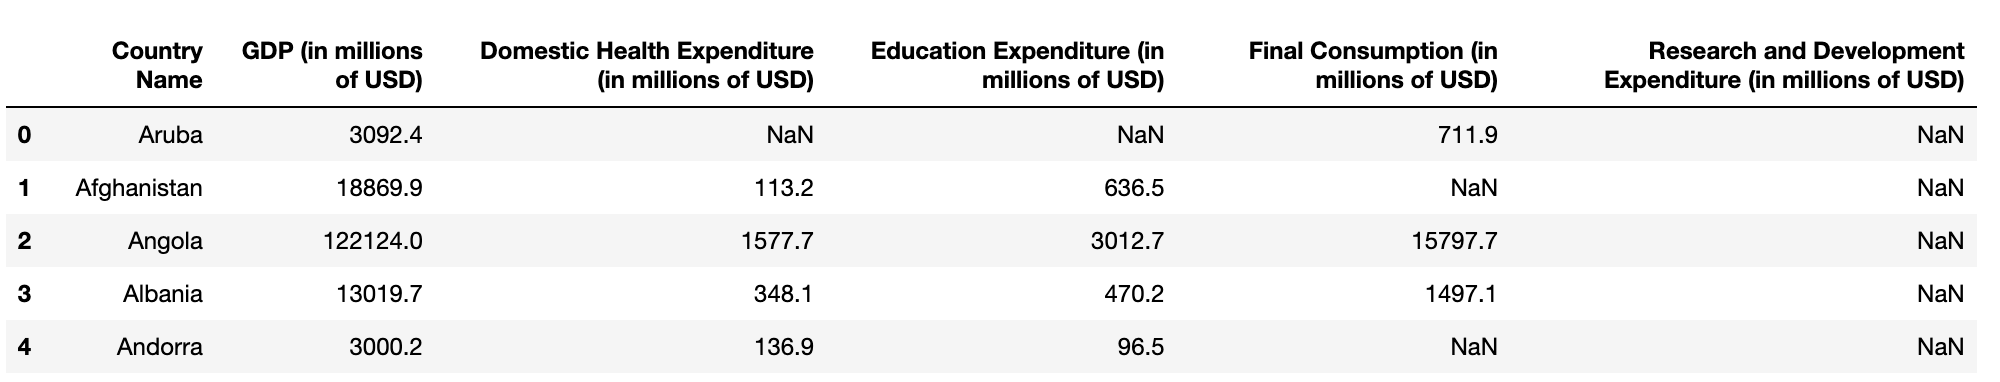 Country Name GDP (in millions of USD) Domestic Health Expenditure (in millions of USD) Education Expenditure (in millions of USD) Final Consumption (in millions of USD) Research and Development Expenditure (in millions of USD)
0 Aruba 3092.4 NaN NaN 711.9 NaN
1 Afghanistan 18869.9 113.2 636.5 NaN NaN
2 Angola 122124.0 1577.7 3012.7 15797.7 NaN
3 Albania 13019.7 348.1 470.2 1497.1 NaN
4 Andorra 3000.2 136.9 96.5 NaN NaN